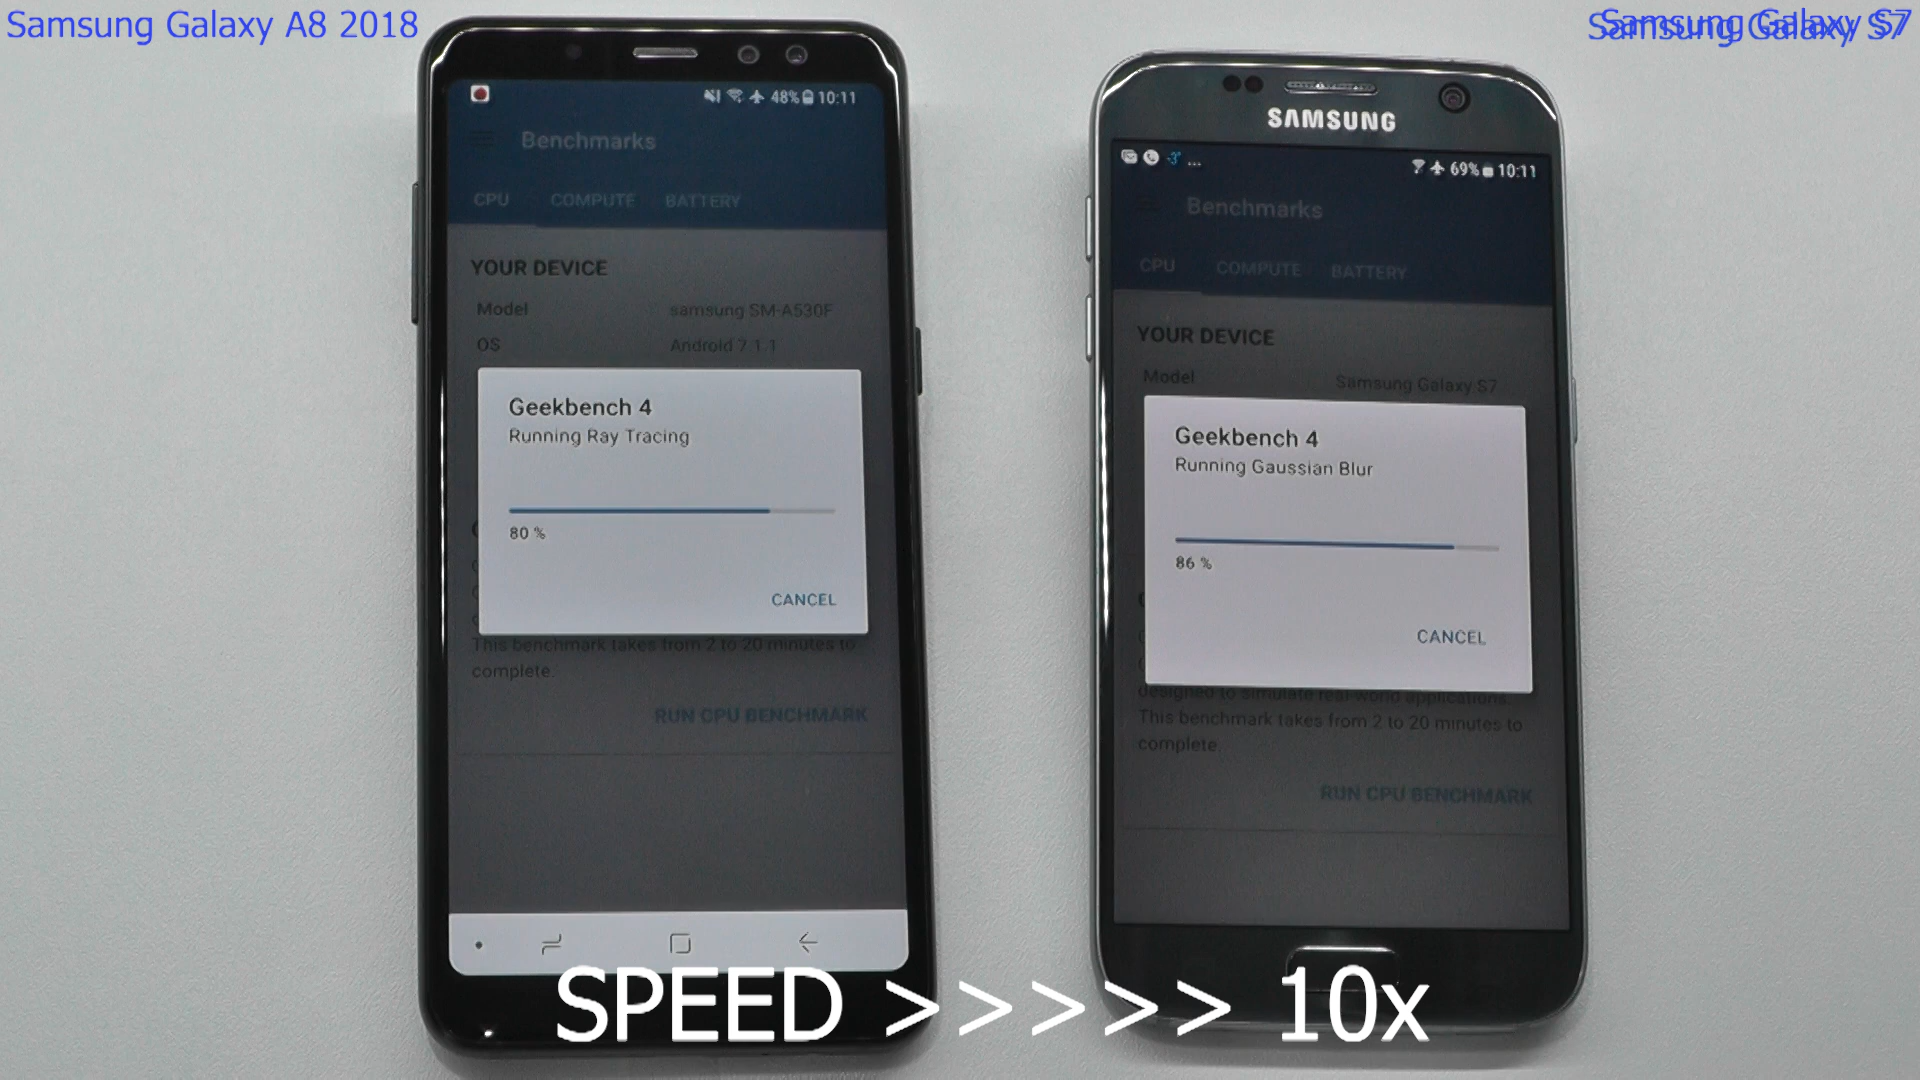 Samsung Galaxy A8 2018
Samsung Galaxy S7
Samsung Galaxy S7
48% 10:11
Benchmarks
CPU COMPUTE BATTERY
YOUR DEVICE
Model samsung SM-A530F
OS Android 7.1.1
Geekbench 4
Running Ray Tracing
80 %
CANCEL
This benchmark takes from 2 to 20 minutes to
complete.
RUN CPU BENCHMARK
SAMSUNG
-3° ... 69% 10:11
Benchmarks
CPU COMPUTE BATTERY
YOUR DEVICE
Model Samsung Galaxy S7
Geekbench 4
Running Gaussian Blur
86 %
CANCEL
designed to simulate real-world applications.
This benchmark takes from 2 to 20 minutes to
complete.
RUN CPU BENCHMARK
SPEED >>>>> 10x